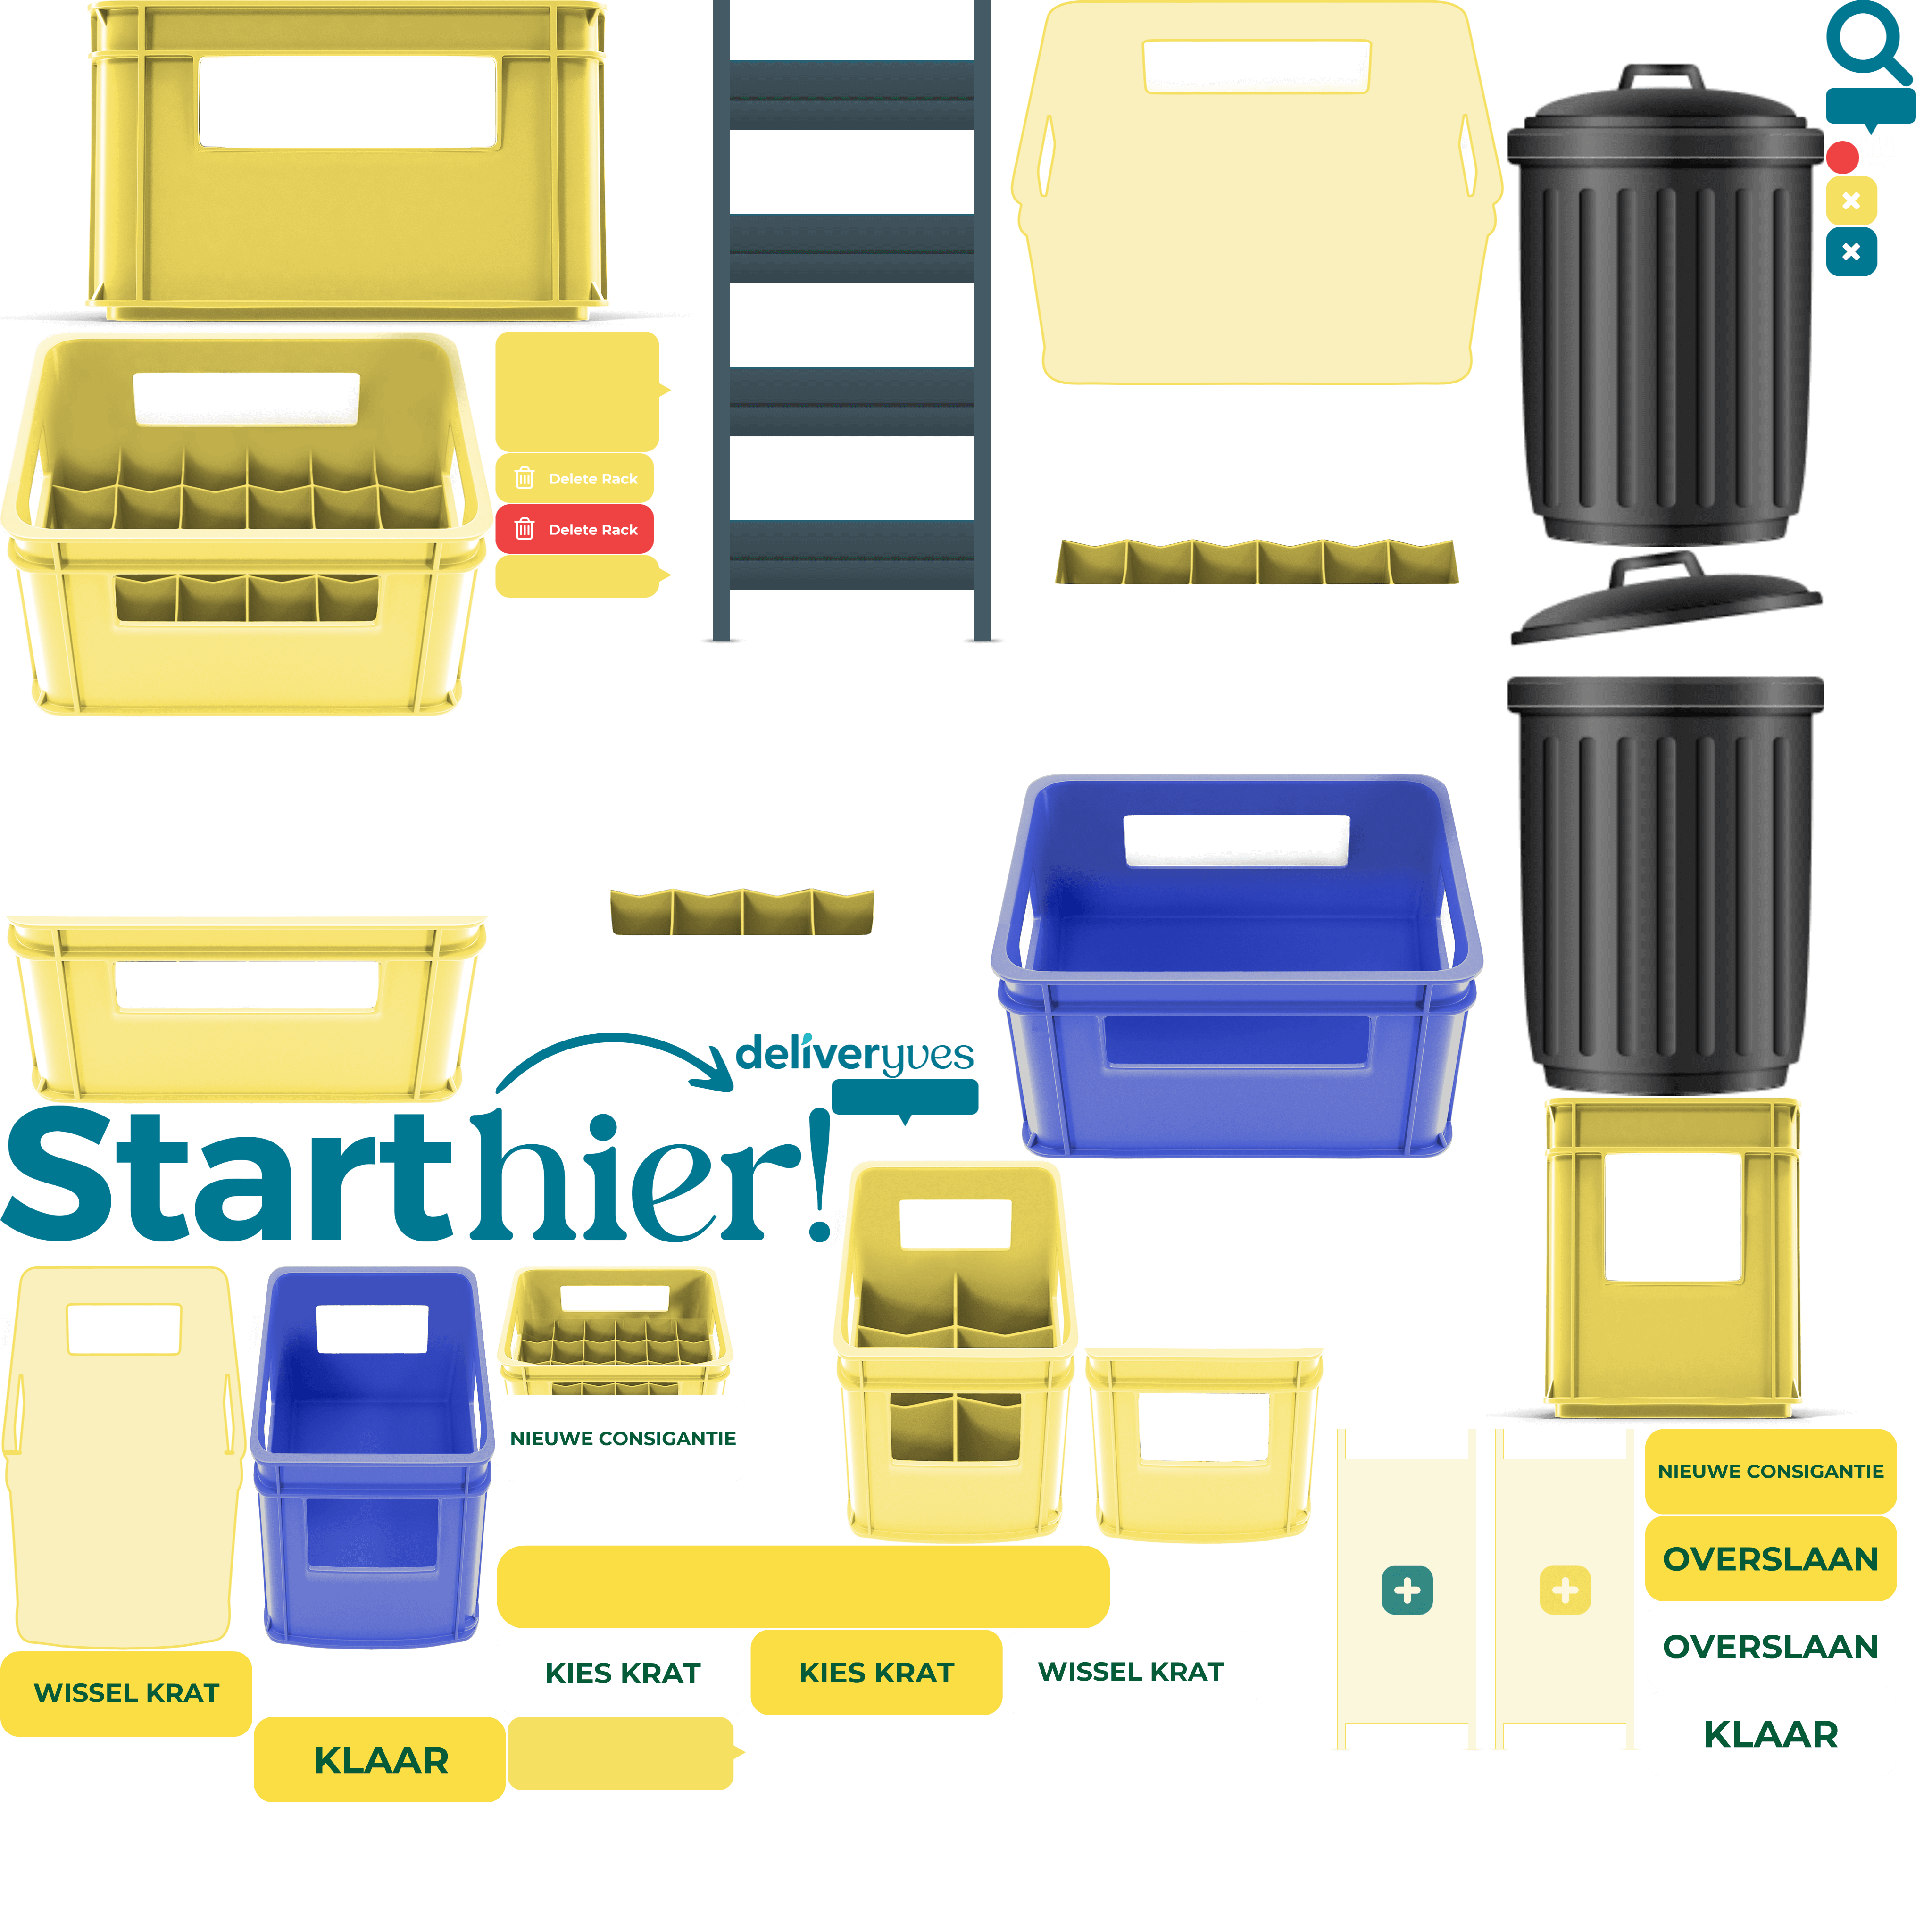 Delete Rack
Delete Rack
deliveryves
Start hier!
NIEUWE CONSIGANTIE
NIEUWE CONSIGANTIE
OVERSLAAN
OVERSLAAN
KIES KRAT
KIES KRAT
WISSEL KRAT
WISSEL KRAT
KLAAR
KLAAR